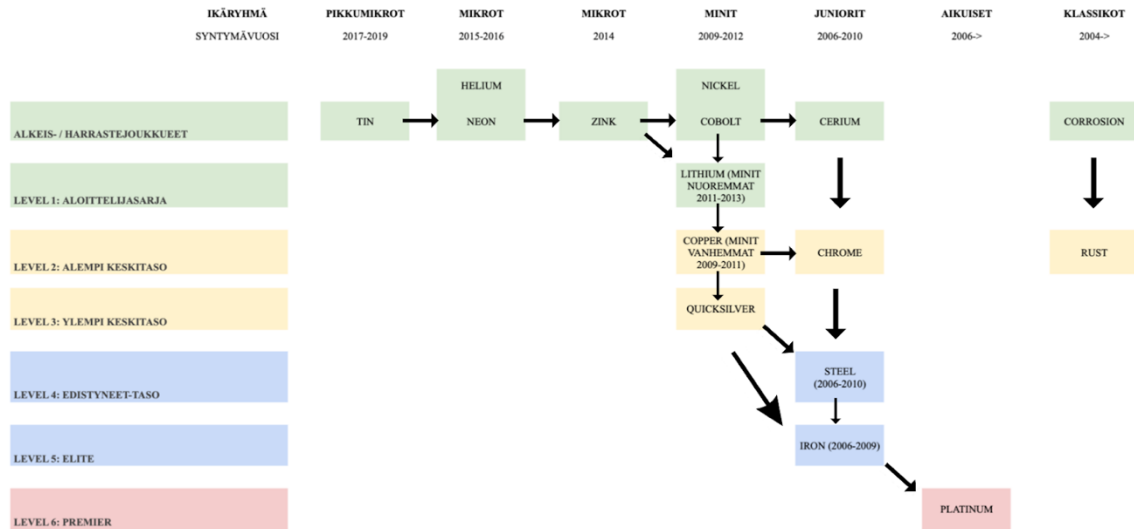 IKÄRYHMÄ PIKKUMIKROT MIKROT MIKROT MINIT JUNIORIT AIKUISET KLASSIKOT
SYNTYMÄVUOSI 2017-2019 2015-2016 2014 2009-2012 2006-2010 2006-> 2004->
HELIUM NICKEL
ALKEIS- / HARRASTEJOUKKUEET TIN NEON ZINK COBOLT CERIUM CORROSION
LITHIUM (MINIT
NUOREMMAT
2011-2013)
LEVEL 1: ALOITTELIJASARJA
COPPER (MINIT
VANHEMMAT
2009-2011)
CHROME RUST
LEVEL 2: ALEMPI KESKITASO
QUICKSILVER
LEVEL 3: YLEMPI KESKITASO
STEEL
(2006-2010)
LEVEL 4: EDISTYNEET-TASO
IRON (2006-2009)
LEVEL 5: ELITE
PLATINUM
LEVEL 6: PREMIER